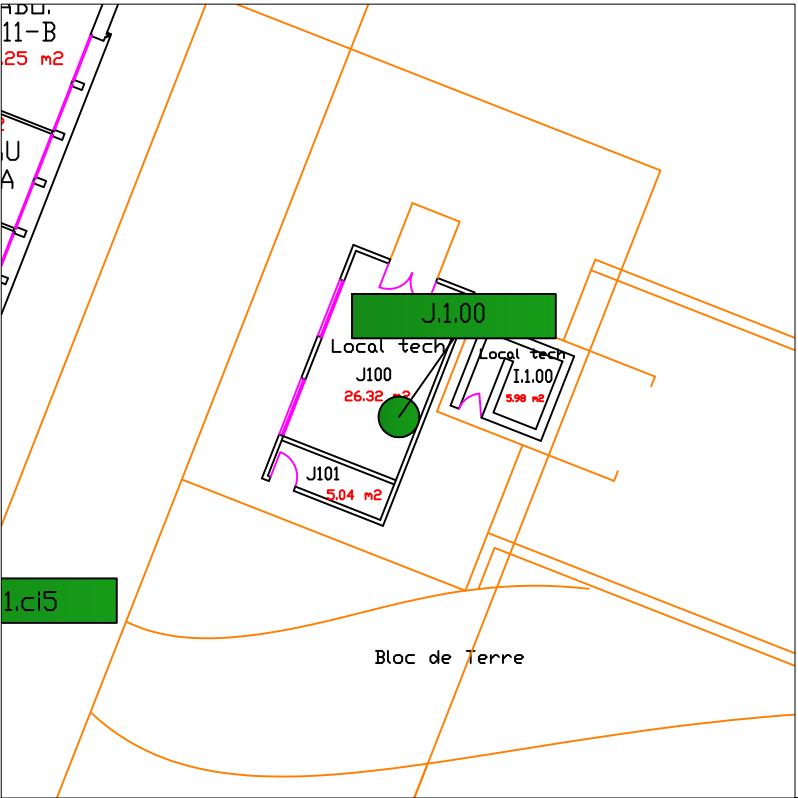 11-B
.25 m2
J.1.00
Local tech
Local tech
J100
I.1.00
26.32
5.98 m2
J101
5.04 m2
1.ci5
Bloc de Terre